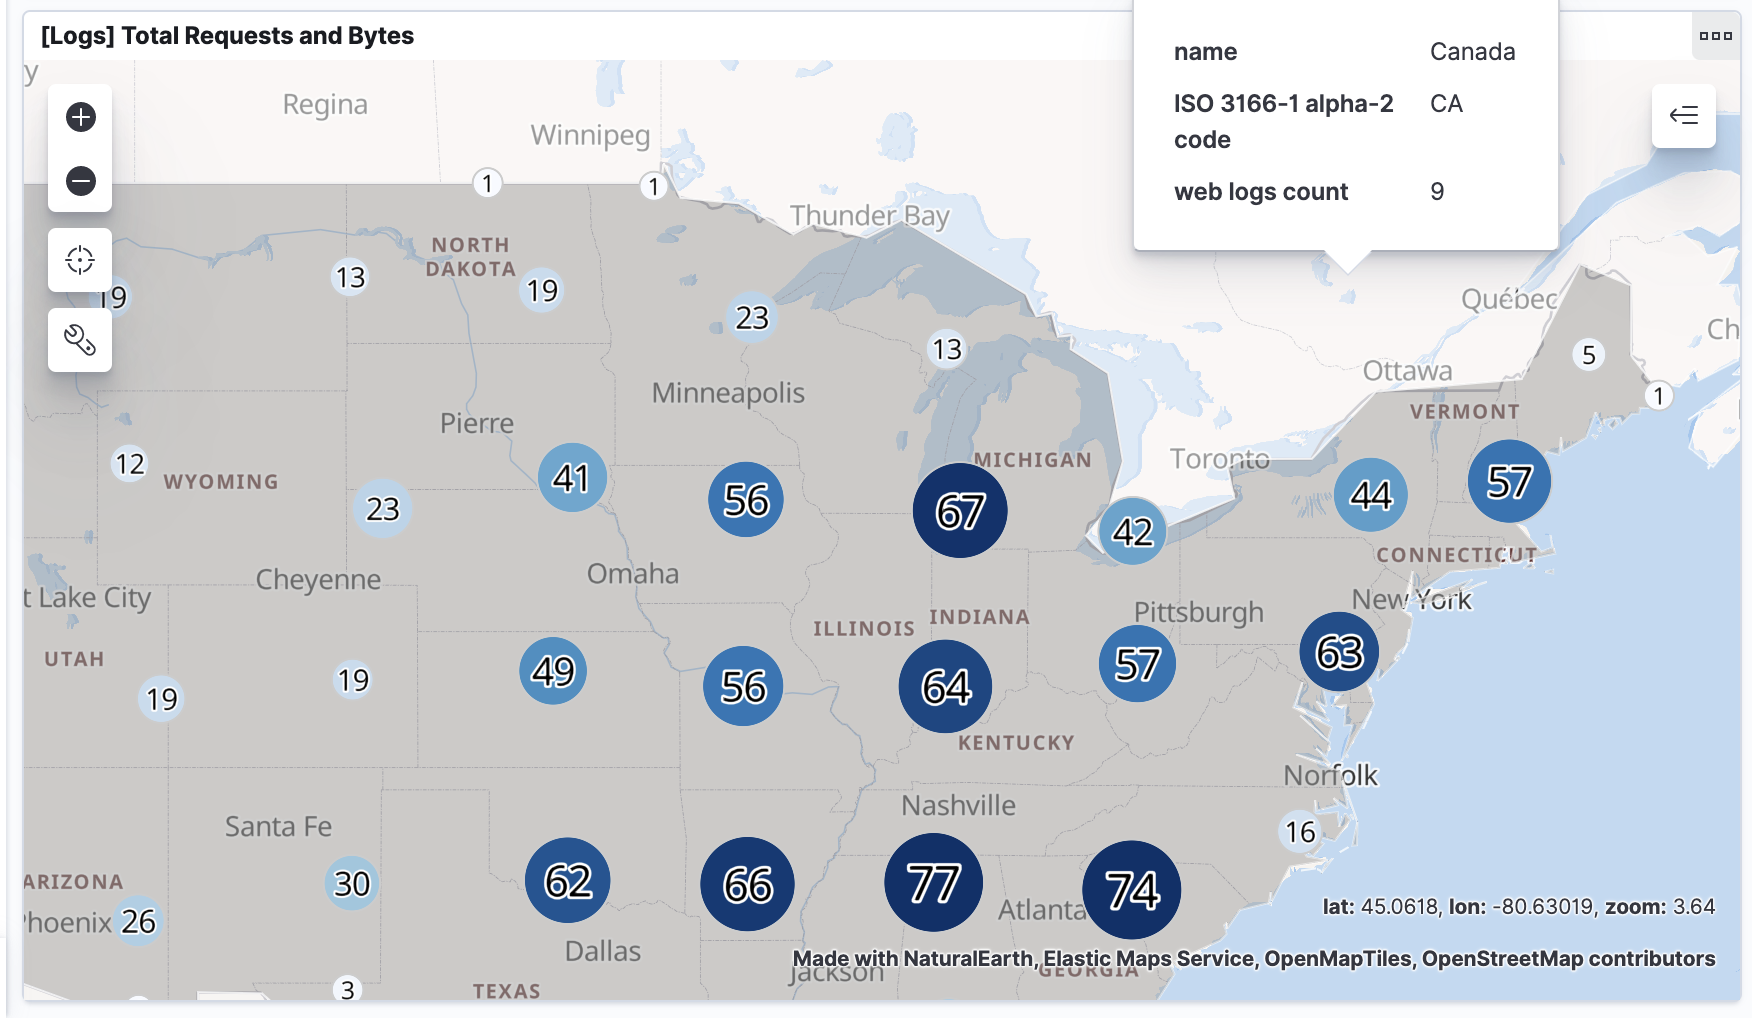 [Logs] Total Requests and Bytes
name Canada
ISO 3166-1 alpha-2 code CA
web logs count 9
y
Regina
Winnipeg
1
1
Thunder Bay
NORTH
DAKOTA
13
19
19
23
13
Québec
Ch
5
Ottawa
1
VERMONT
Minneapolis
Pierre
12
WYOMING
23
41
56
MICHIGAN
67
Toronto
42
44
57
CONNECTICUT
t Lake City
Cheyenne
Omaha
ILLINOIS
INDIANA
Pittsburgh
New York
UTAH
19
19
49
56
64
57
63
KENTUCKY
Norfolk
Nashville
16
Santa Fe
ARIZONA
Phoenix
26
30
62
66
77
Atlanta
74
lat: 45.0618, lon: -80.63019, zoom: 3.64
Dallas
Made with NaturalEarth, Elastic Maps Service, OpenMapTiles, OpenStreetMap contributors
Jackson
GEORGIA
3
TEXAS